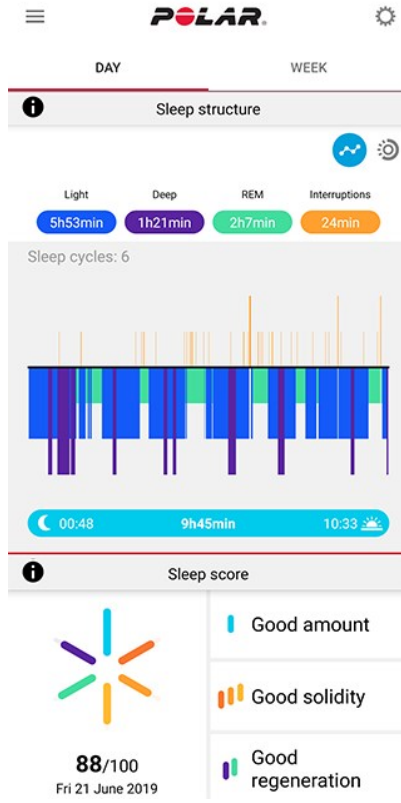 POLAR.
DAY WEEK
Sleep structure
Light Deep REM Interruptions
5h53min 1h21min 2h7min 24min
Sleep cycles: 6
00:48 9h45min 10:33
Sleep score
Good amount
Good solidity
88/100
Fri 21 June 2019
Good
regeneration